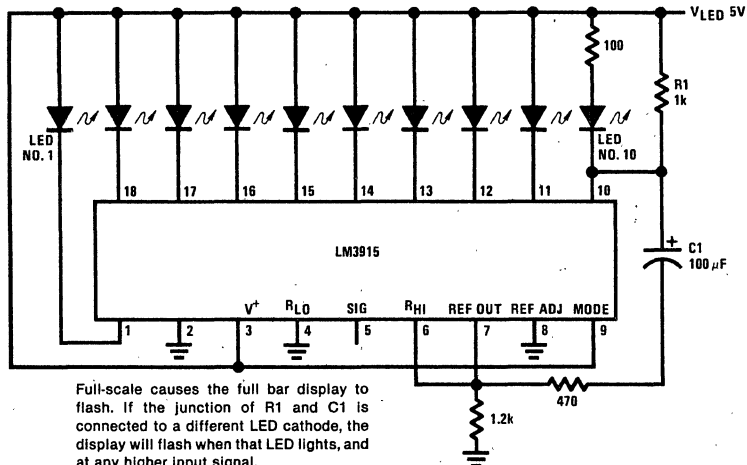 V_LED 5V
100
R1
1k
LED
NO. 1
LED
NO. 10
18 17 16 15 14 13 12 11 10
LM3915
C1
+
100 μF
V+ R_LO SIG R_HI REF OUT REF ADJ MODE
1 2 3 4 5 6 7 8 9
470
1.2k
Full-scale causes the full bar display to
flash. If the junction of R1 and C1 is
connected to a different LED cathode, the
display will flash when that LED lights, and
at any higher input signal.